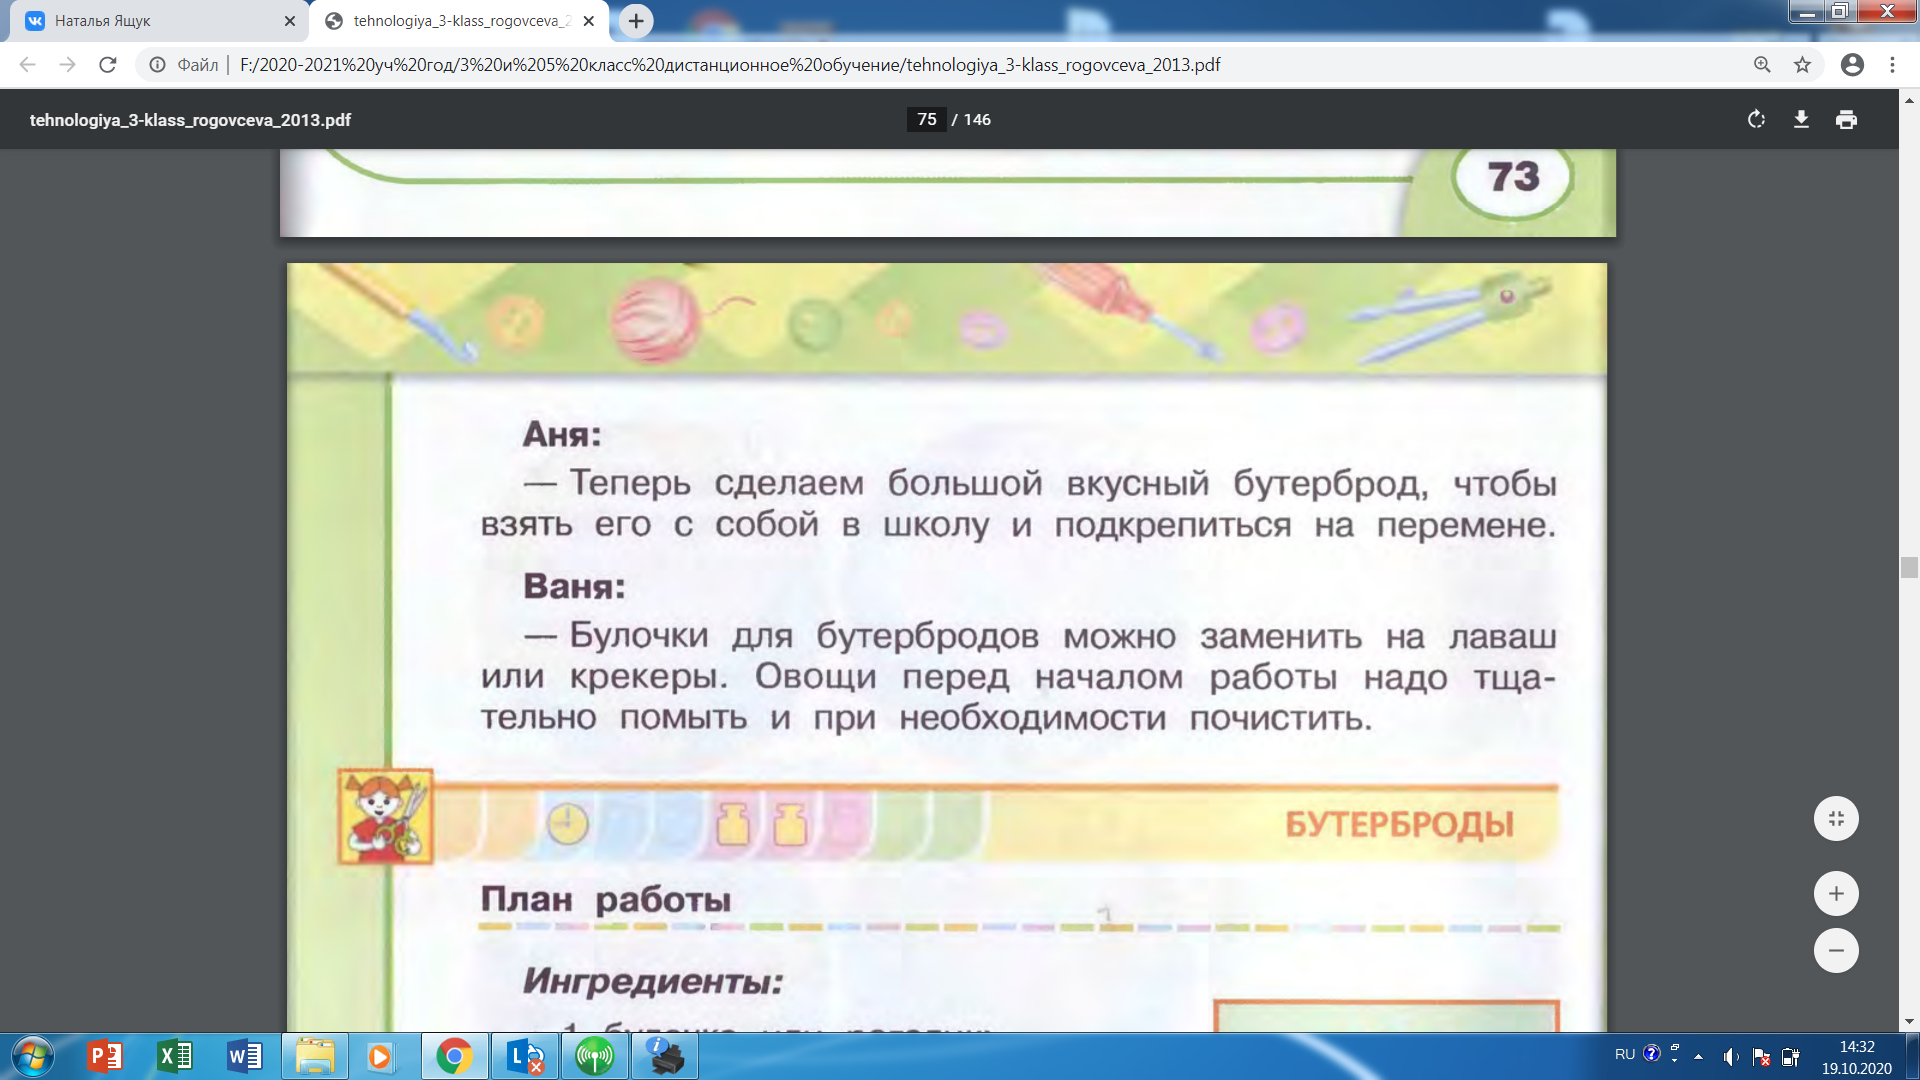 Наталья Ящук
tehnologiya_3-klass_rogovceva_2
Файл
F:/2020-2021%20уч%20год/3%20и%205%20класс%20дистанционное%20обучение/tehnologiya_3-klass_rogovceva_2013.pdf
tehnologiya_3-klass_rogovceva_2013.pdf
75 / 146
73
Аня:
— Теперь сделаем большой вкусный бутерброд, чтобы
взять его с собой в школу и подкрепиться на перемене.
Ваня:
— Булочки для бутербродов можно заменить на лаваш
или крекеры. Овощи перед началом работы надо тща-
тельно помыть и при необходимости почистить.
БУТЕРБРОДЫ
План работы
Ингредиенты:
RU
14:32
19.10.2020